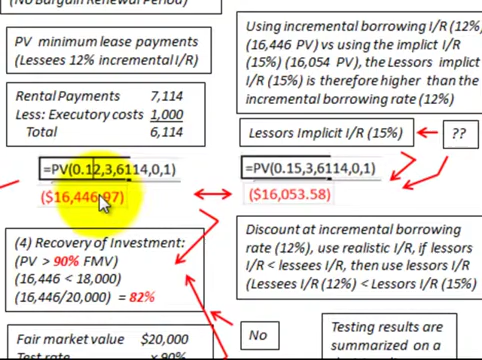 (No Bargain Renewal Period)
PV minimum lease payments
(Lessees 12% incremental I/R)
Rental Payments 7,114
Less: Executory costs 1,000
Total 6,114
=PV(0.12,3,6114,0,1)
($16,446.97)
(4) Recovery of Investment:
(PV > 90% FMV)
(16,446 < 18,000)
(16,446/20,000) = 82%
Fair market value $20,000
Test rate x 90%
Using incremental borrowing I/R (12%)
(16,446 PV) vs using the implict I/R
(15%) (16,054 PV), the Lessors implict
I/R (15%) is therefore higher than the
incremental borrowing rate (12%)
Lessors Implicit I/R (15%)
??
=PV(0.15,3,6114,0,1)
($16,053.58)
Discount at incremental borrowing
rate (12%), use realistic I/R, if lessors
I/R < lessees I/R, then use lessors I/R
(Lessees I/R (12%) < Lessors I/R (15%)
No
Testing results are
summarized on a